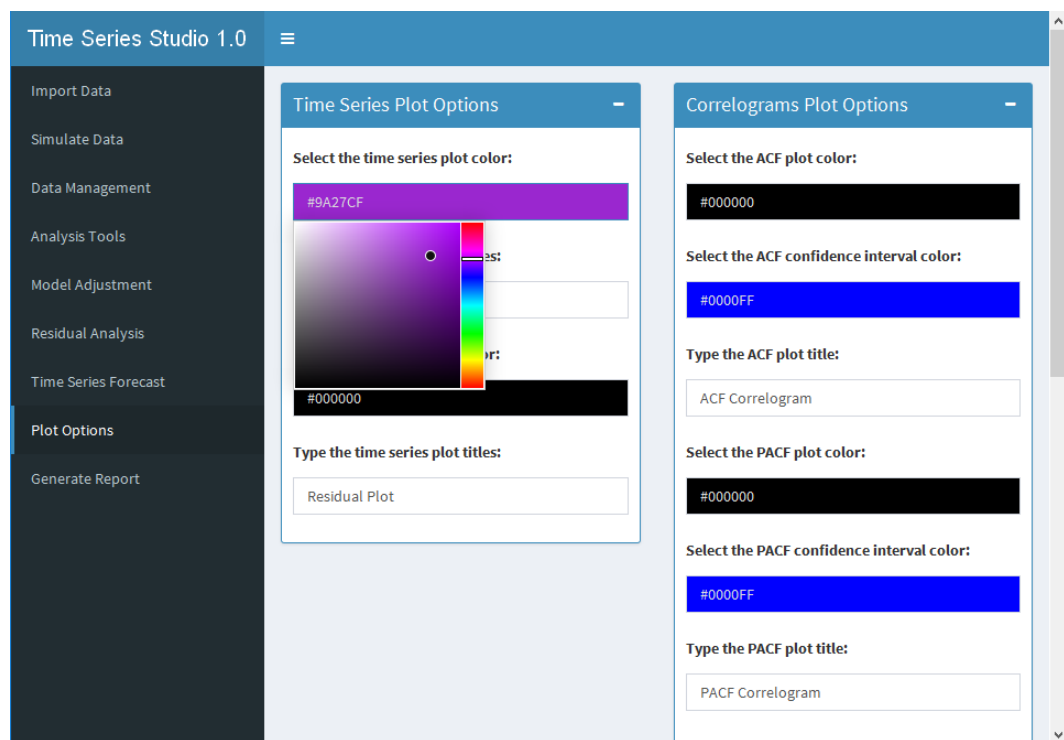 Time Series Studio 1.0
Import Data
Simulate Data
Data Management
Analysis Tools
Model Adjustment
Residual Analysis
Time Series Forecast
Plot Options
Generate Report
Time Series Plot Options
Select the time series plot color:
#9A27CF
es:
or:
#000000
Type the time series plot titles:
Residual Plot
Correlograms Plot Options
Select the ACF plot color:
#000000
Select the ACF confidence interval color:
#0000FF
Type the ACF plot title:
ACF Correlogram
Select the PACF plot color:
#000000
Select the PACF confidence interval color:
#0000FF
Type the PACF plot title:
PACF Correlogram